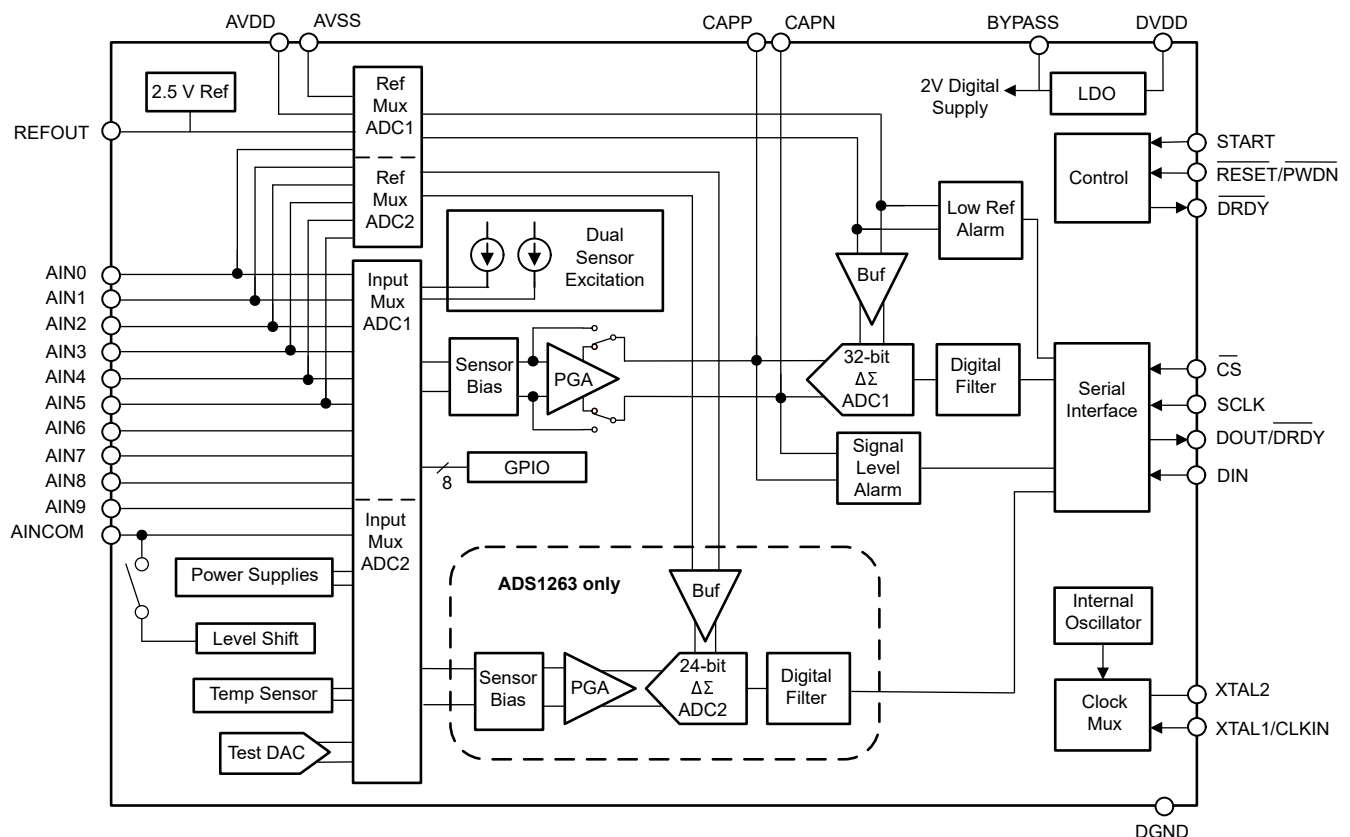 AVDD
AVSS
CAPP
CAPN
BYPASS
DVDD
2.5 V Ref
Ref
Mux
ADC1
2V Digital
Supply
LDO
REFOUT
START
RESET/PWDN
DRDY
Control
Ref
Mux
ADC2
Low Ref
Alarm
Dual
Sensor
Excitation
AIN0
AIN1
AIN2
AIN3
AIN4
AIN5
AIN6
AIN7
AIN8
AIN9
AINCOM
Input
Mux
ADC1
Buf
Sensor
Bias
PGA
32-bit
ΔΣ
ADC1
Digital
Filter
Serial
Interface
CS
SCLK
DOUT/DRDY
DIN
GPIO
8
Signal
Level
Alarm
Input
Mux
ADC2
Power Supplies
Level Shift
Temp Sensor
Test DAC
ADS1263 only
Buf
Sensor
Bias
PGA
24-bit
ΔΣ
ADC2
Digital
Filter
Internal
Oscillator
Clock
Mux
XTAL2
XTAL1/CLKIN
DGND